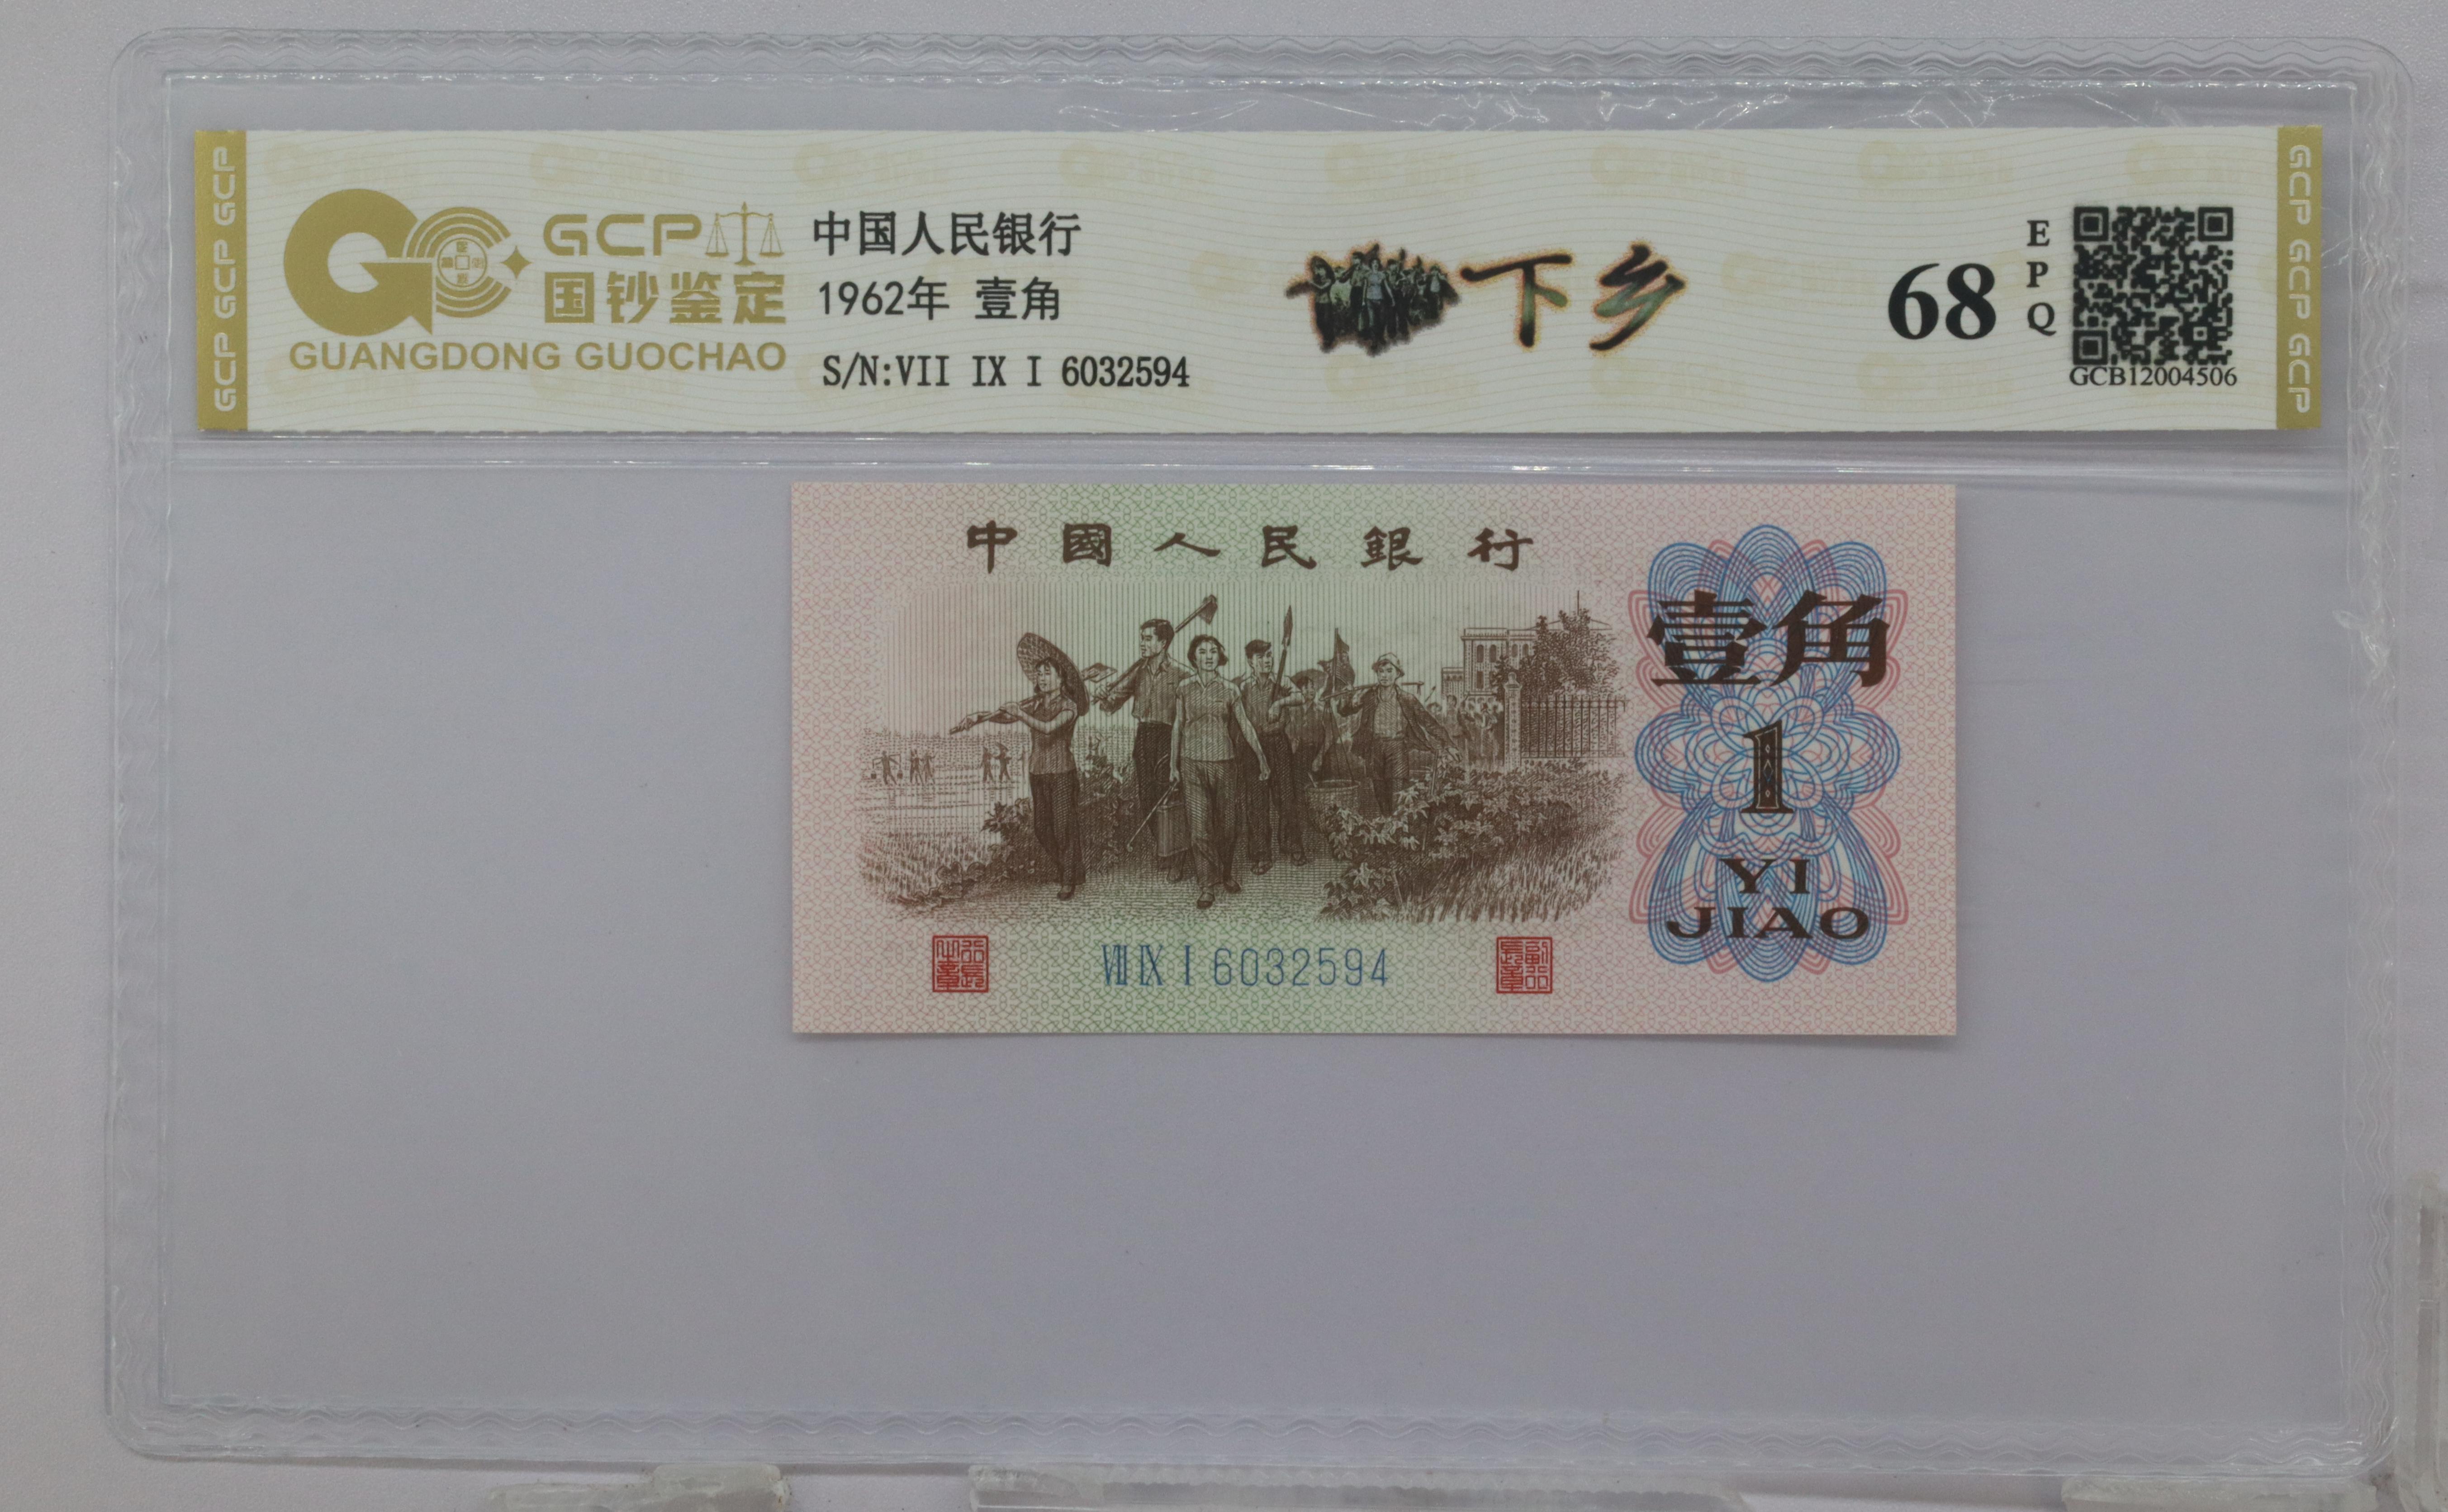 GCP GCP GCP
GCP
国钞鉴定
GUANGDONG GUOCHAO
中国人民银行
1962年 壹角
S/N:VII IX I 6032594
下乡
68
EPQ
GCB12004506
GCP GCP GCP
中國人民銀行
壹角
1
YI
JIAO
VII IX I 6032594